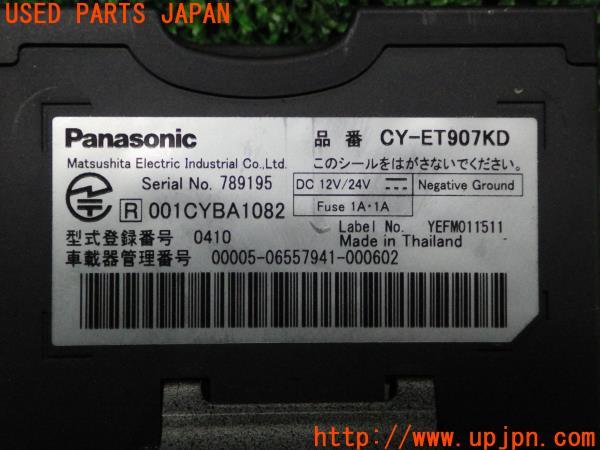 USED PARTS JAPAN
Panasonic
品番 CY-ET907KD
Matsushita Electric Industrial Co.,Ltd.
このシールをはがさないでください。
Serial No. 789195
DC 12V/24V Negative Ground
R 001CYBA1082
Fuse 1A・1A
Label No. YEFM011511
型式登録番号 0410
Made in Thailand
車載器管理番号 00005-06557941-000602
http://www.upjpn.com/